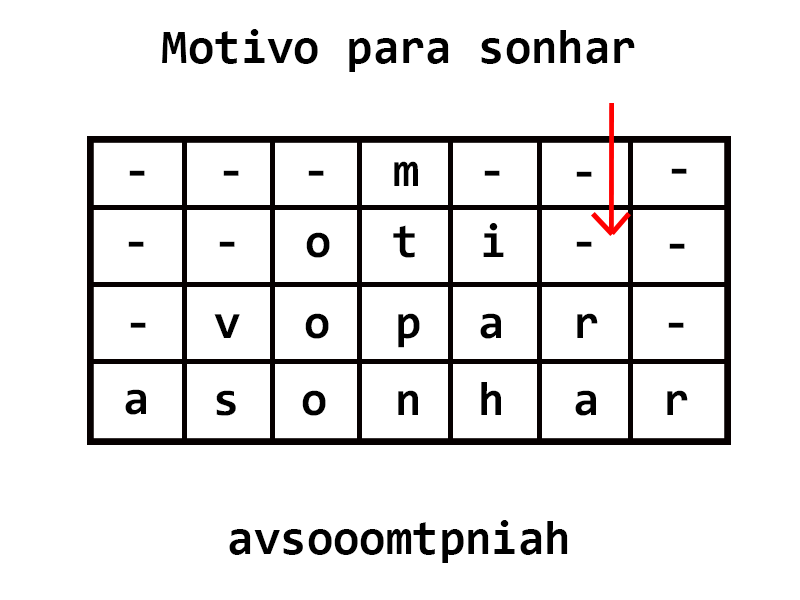 Motivo para sonhar
- - - m - - -
- - o t i - -
- v o p a r -
a s o n h a r
avsooomtpniah